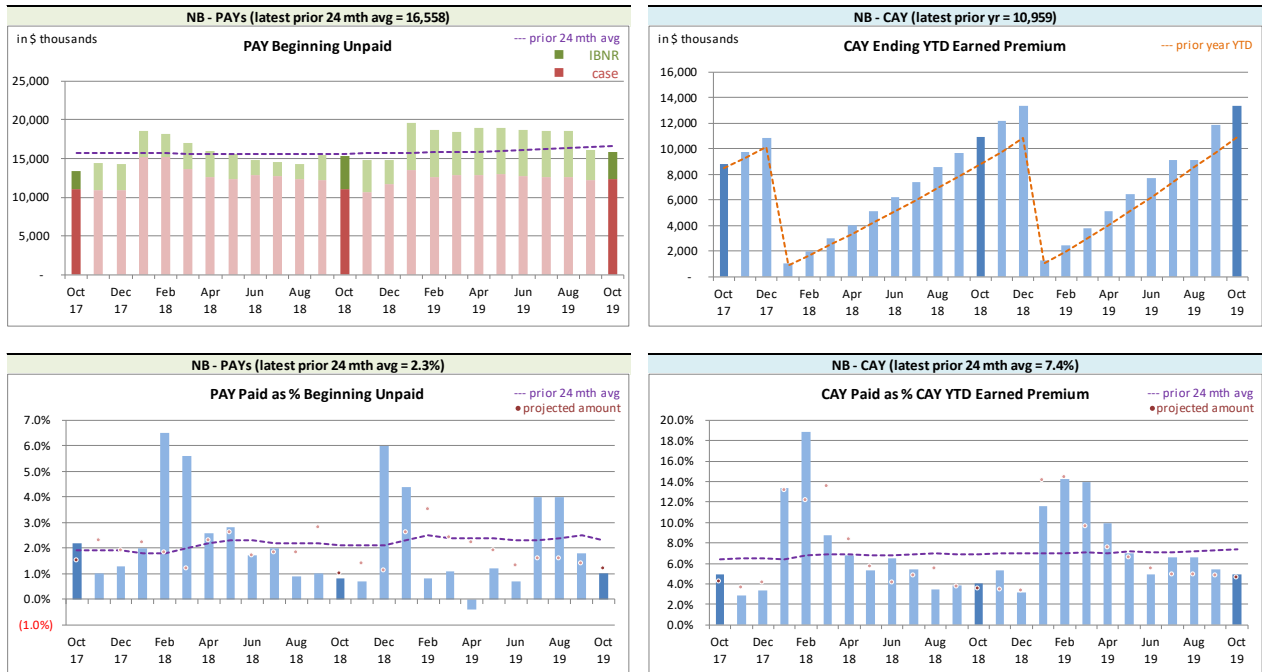 NB - PAYs (latest prior 24 mth avg = 16,558)
in $ thousands
PAY Beginning Unpaid
--- prior 24 mth avg
IBNR
case
25,000
20,000
15,000
10,000
5,000
-
Oct Dec Feb Apr Jun Aug Oct Dec Feb Apr Jun Aug Oct
17 17 18 18 18 18 18 18 19 19 19 19 19
NB - CAY (latest prior yr = 10,959)
in $ thousands
CAY Ending YTD Earned Premium
--- prior year YTD
16,000
14,000
12,000
10,000
8,000
6,000
4,000
2,000
-
Oct Dec Feb Apr Jun Aug Oct Dec Feb Apr Jun Aug Oct
17 17 18 18 18 18 18 18 19 19 19 19 19
NB - PAYs (latest prior 24 mth avg = 2.3%)
PAY Paid as % Beginning Unpaid
--- prior 24 mth avg
•projected amount
7.0%
6.0%
5.0%
4.0%
3.0%
2.0%
1.0%
0.0%
(1.0%)
Oct Dec Feb Apr Jun Aug Oct Dec Feb Apr Jun Aug Oct
17 17 18 18 18 18 18 18 19 19 19 19 19
NB - CAY (latest prior 24 mth avg = 7.4%)
CAY Paid as % CAY YTD Earned Premium
--- prior 24 mth avg
• projected amount
20.0%
18.0%
16.0%
14.0%
12.0%
10.0%
8.0%
6.0%
4.0%
2.0%
0.0%
Oct Dec Feb Apr Jun Aug Oct Dec Feb Apr Jun Aug Oct
17 17 18 18 18 18 18 18 19 19 19 19 19